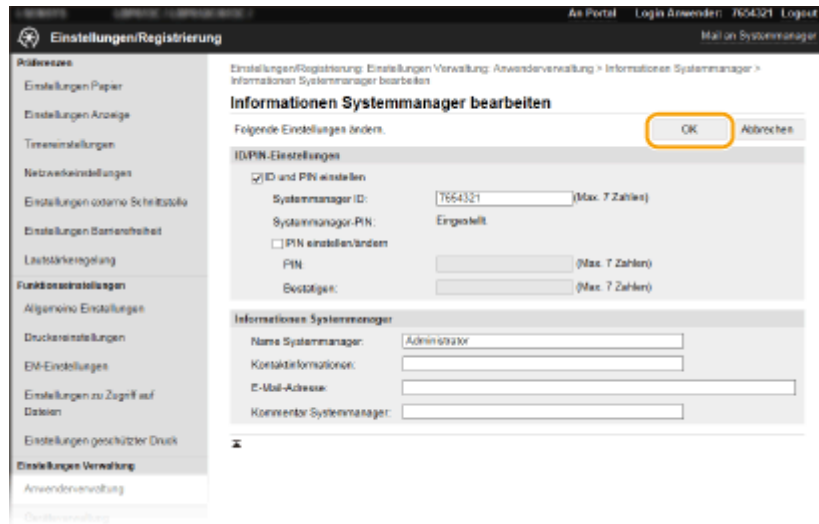 An Portal Login Anwender: 7654321 Logout
Einstellungen/Registrierung
Mail an Systemmanager
Präferenzen
Einstellungen Papier
Einstellungen Anzeige
Timereinstellungen
Netzwerkeinstellungen
Einstellungen externe Schnittstelle
Einstellungen Barrierefreiheit
Lautstärkeregelung
Funktionseinstellungen
Allgemeine Einstellungen
Druckereinstellungen
EM-Einstellungen
Einstellungen zu Zugriff auf
Dateien
Einstellungen geschützter Druck
Einstellungen Verwaltung
Anwenderverwaltung
Einstellungen/Registrierung: Einstellungen Verwaltung: Anwenderverwaltung > Informationen Systemmanager >
Informationen Systemmanager bearbeiten
Informationen Systemmanager bearbeiten
Folgende Einstellungen ändern.
OK Abbrechen
ID/PIN-Einstellungen
ID und PIN einstellen
Systemmanager ID: 7654321 (Max. 7 Zahlen)
Systemmanager-PIN: Eingestellt.
PIN einstellen/ändern
PIN: (Max. 7 Zahlen)
Bestätigen: (Max. 7 Zahlen)
Informationen Systemmanager
Name Systemmanager: Administrator
Kontaktinformationen:
E-Mail-Adresse:
Kommentar Systemmanager: